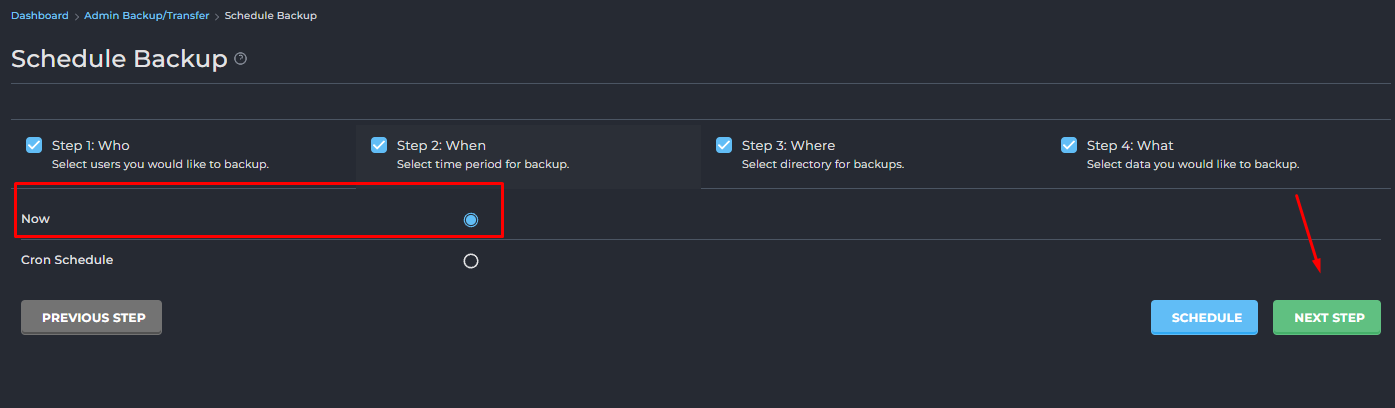 Dashboard > Admin Backup/Transfer > Schedule Backup
Schedule Backup ?
Step 1: Who
Select users you would like to backup.
Step 2: When
Select time period for backup.
Step 3: Where
Select directory for backups.
Step 4: What
Select data you would like to backup.
Now
Cron Schedule
PREVIOUS STEP
SCHEDULE
NEXT STEP